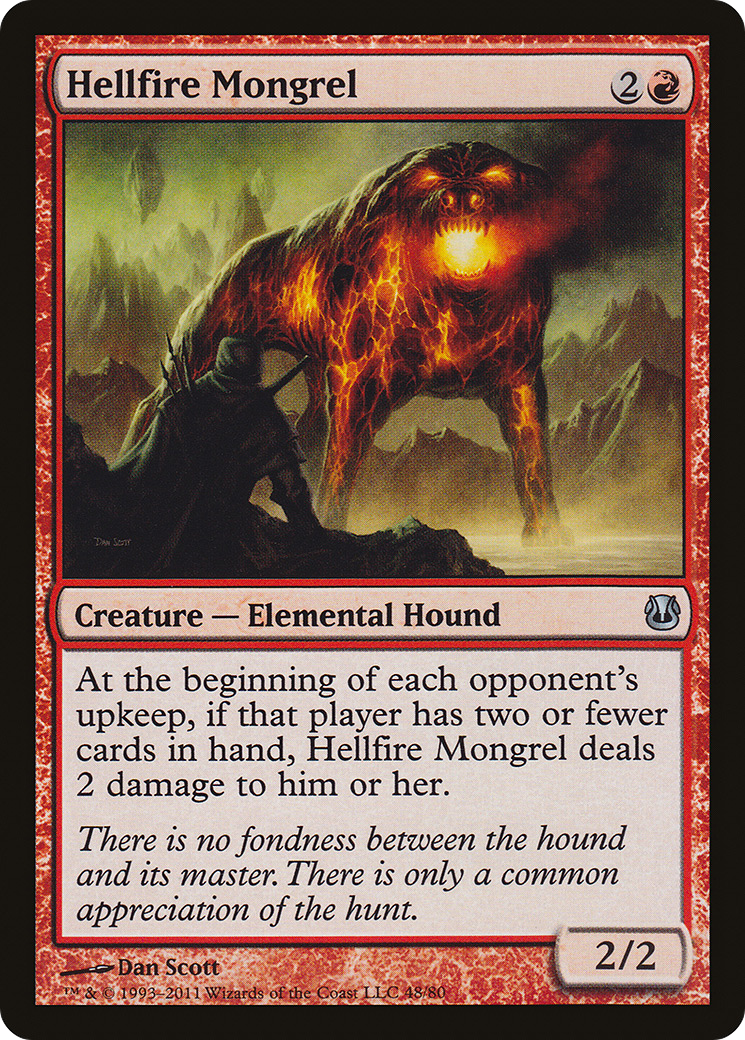 Hellfire Mongrel
2
DAN SCOTT
Creature — Elemental Hound
At the beginning of each opponent's
upkeep, if that player has two or fewer
cards in hand, Hellfire Mongrel deals
2 damage to him or her.
There is no fondness between the hound
and its master. There is only a common
appreciation of the hunt.
2/2
Dan Scott
™ & © 1993–2011 Wizards of the Coast LLC 48/80